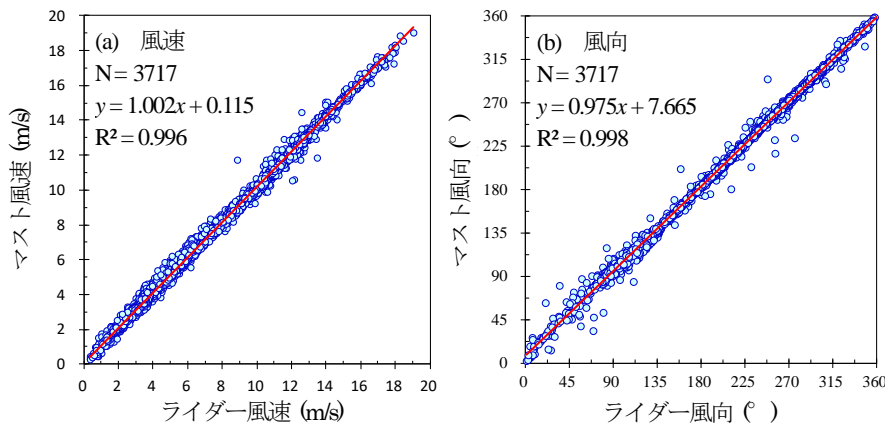 (a) 風速
N = 3717
y = 1.002x + 0.115
R² = 0.996
マスト風速 (m/s)
20
18
16
14
12
10
8
6
4
2
0
0 2 4 6 8 10 12 14 16 18 20
ライダー風速 (m/s)
(b) 風向
N = 3717
y = 0.975x + 7.665
R² = 0.998
マスト風向 (°)
360
315
270
225
180
135
90
45
0
0 45 90 135 180 225 270 315 360
ライダー風向 (°)